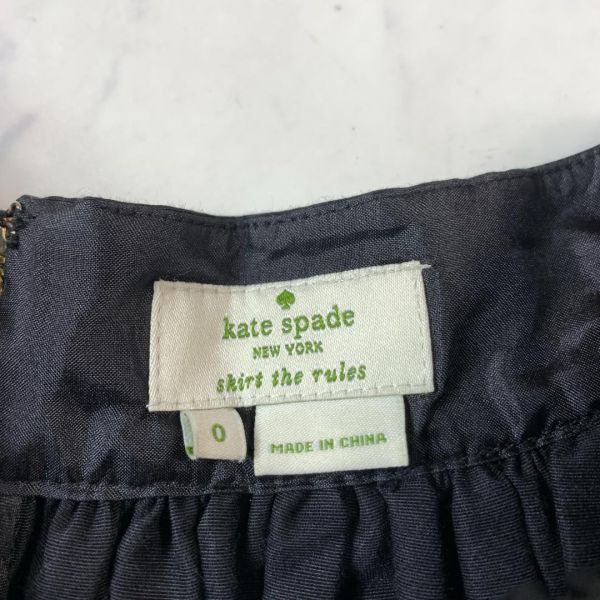 kate spade
NEW YORK
skirt the rules
0
MADE IN CHINA